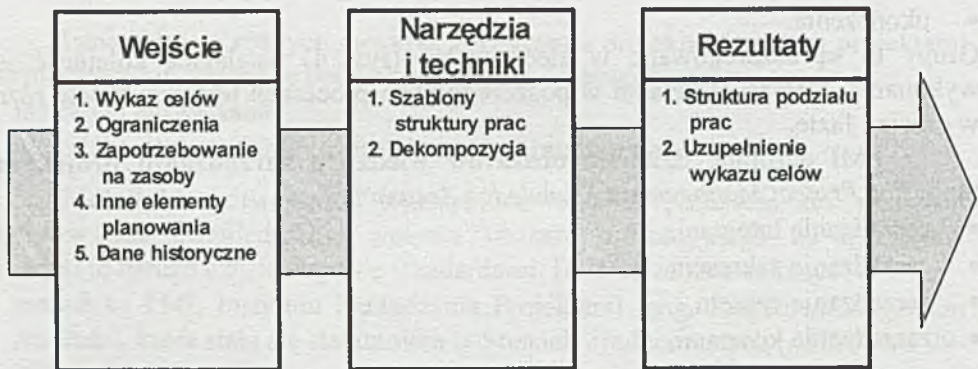 Wejście
1. Wykaz celów
2. Ograniczenia
3. Zapotrzebowanie
na zasoby
4. Inne elementy
planowania
5. Dane historyczne
Narzędzia
i techniki
1. Szablony
struktury prac
2. Dekompozycja
Rezultaty
1. Struktura podziału
prac
2. Uzupełnienie
wykazu celów